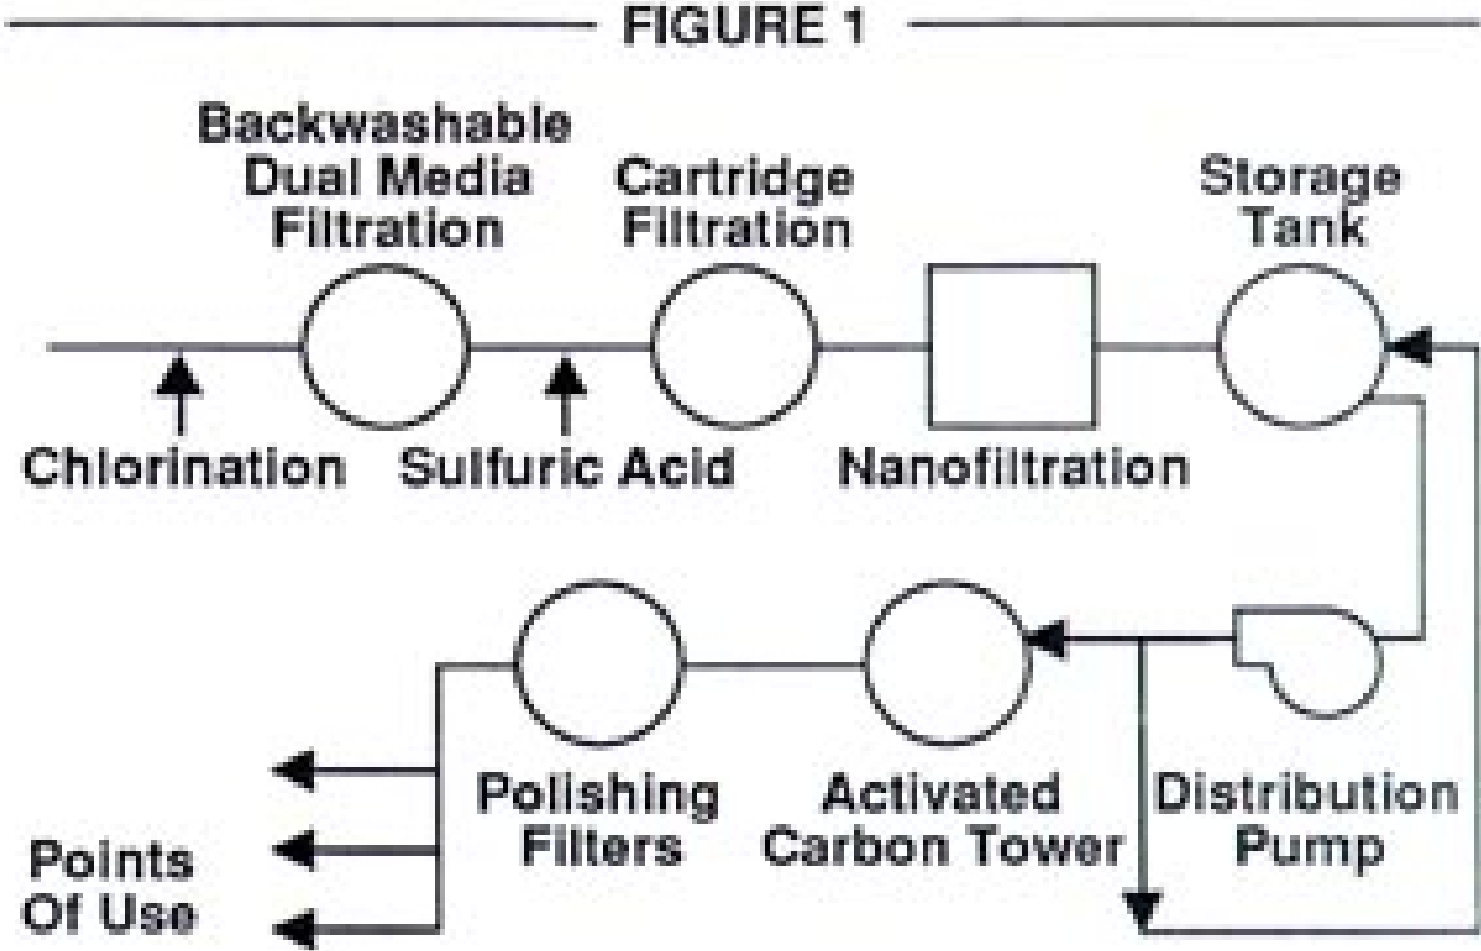 FIGURE 1
Backwashable
Dual Media
Filtration
Cartridge
Filtration
Storage
Tank
Chlorination
Sulfuric Acid
Nanofiltration
Polishing
Filters
Activated
Carbon Tower
Distribution
Pump
Points
Of Use